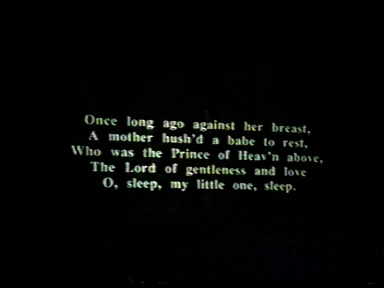 Once long ago against her breast,
A mother hush'd a babe to rest,
Who was the Prince of Heav'n above,
The Lord of gentleness and love
O, sleep, my little one, sleep.